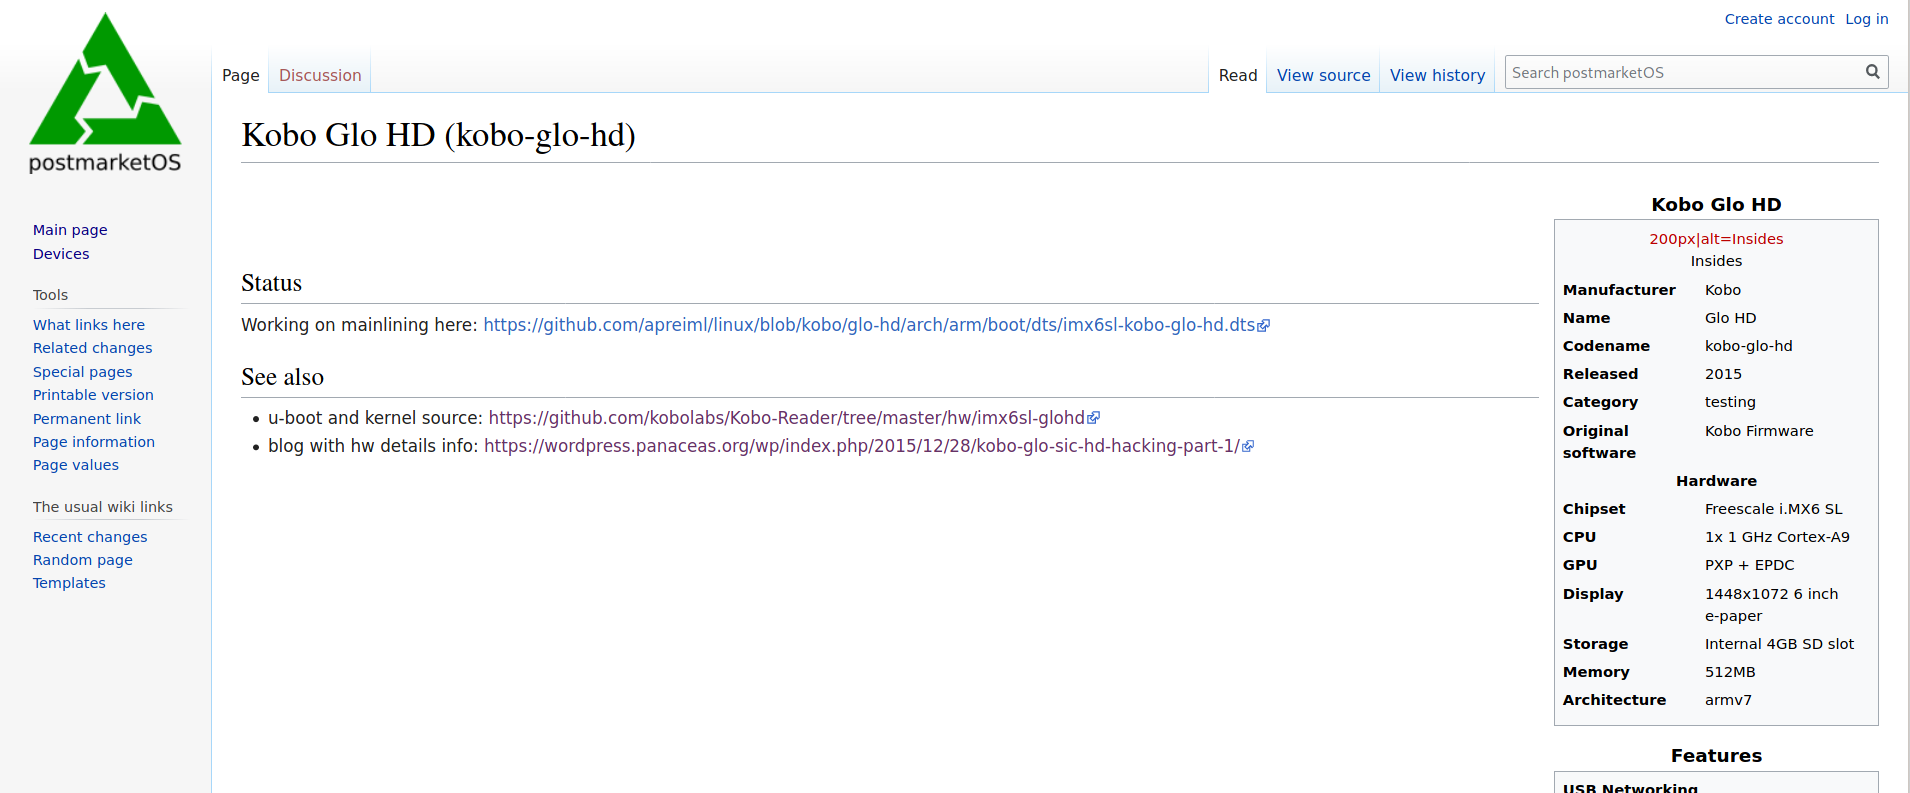 Create account Log in
postmarketOS
Page Discussion Read View source View history Search postmarketOS
Kobo Glo HD (kobo-glo-hd)
Main page
Devices
Tools
What links here
Related changes
Special pages
Printable version
Permanent link
Page information
Page values
The usual wiki links
Recent changes
Random page
Templates
Status
Working on mainlining here: https://github.com/apreiml/linux/blob/kobo/glo-hd/arch/arm/boot/dts/imx6sl-kobo-glo-hd.dts
See also
• u-boot and kernel source: https://github.com/kobolabs/Kobo-Reader/tree/master/hw/imx6sl-glohd
• blog with hw details info: https://wordpress.panaceas.org/wp/index.php/2015/12/28/kobo-glo-sic-hd-hacking-part-1/
Kobo Glo HD
200px|alt=Insides
Insides
Manufacturer Kobo
Name Glo HD
Codename kobo-glo-hd
Released 2015
Category testing
Original Kobo Firmware
software
Hardware
Chipset Freescale i.MX6 SL
CPU 1x 1 GHz Cortex-A9
GPU PXP + EPDC
Display 1448x1072 6 inch
e-paper
Storage Internal 4GB SD slot
Memory 512MB
Architecture armv7
Features
USB Networking